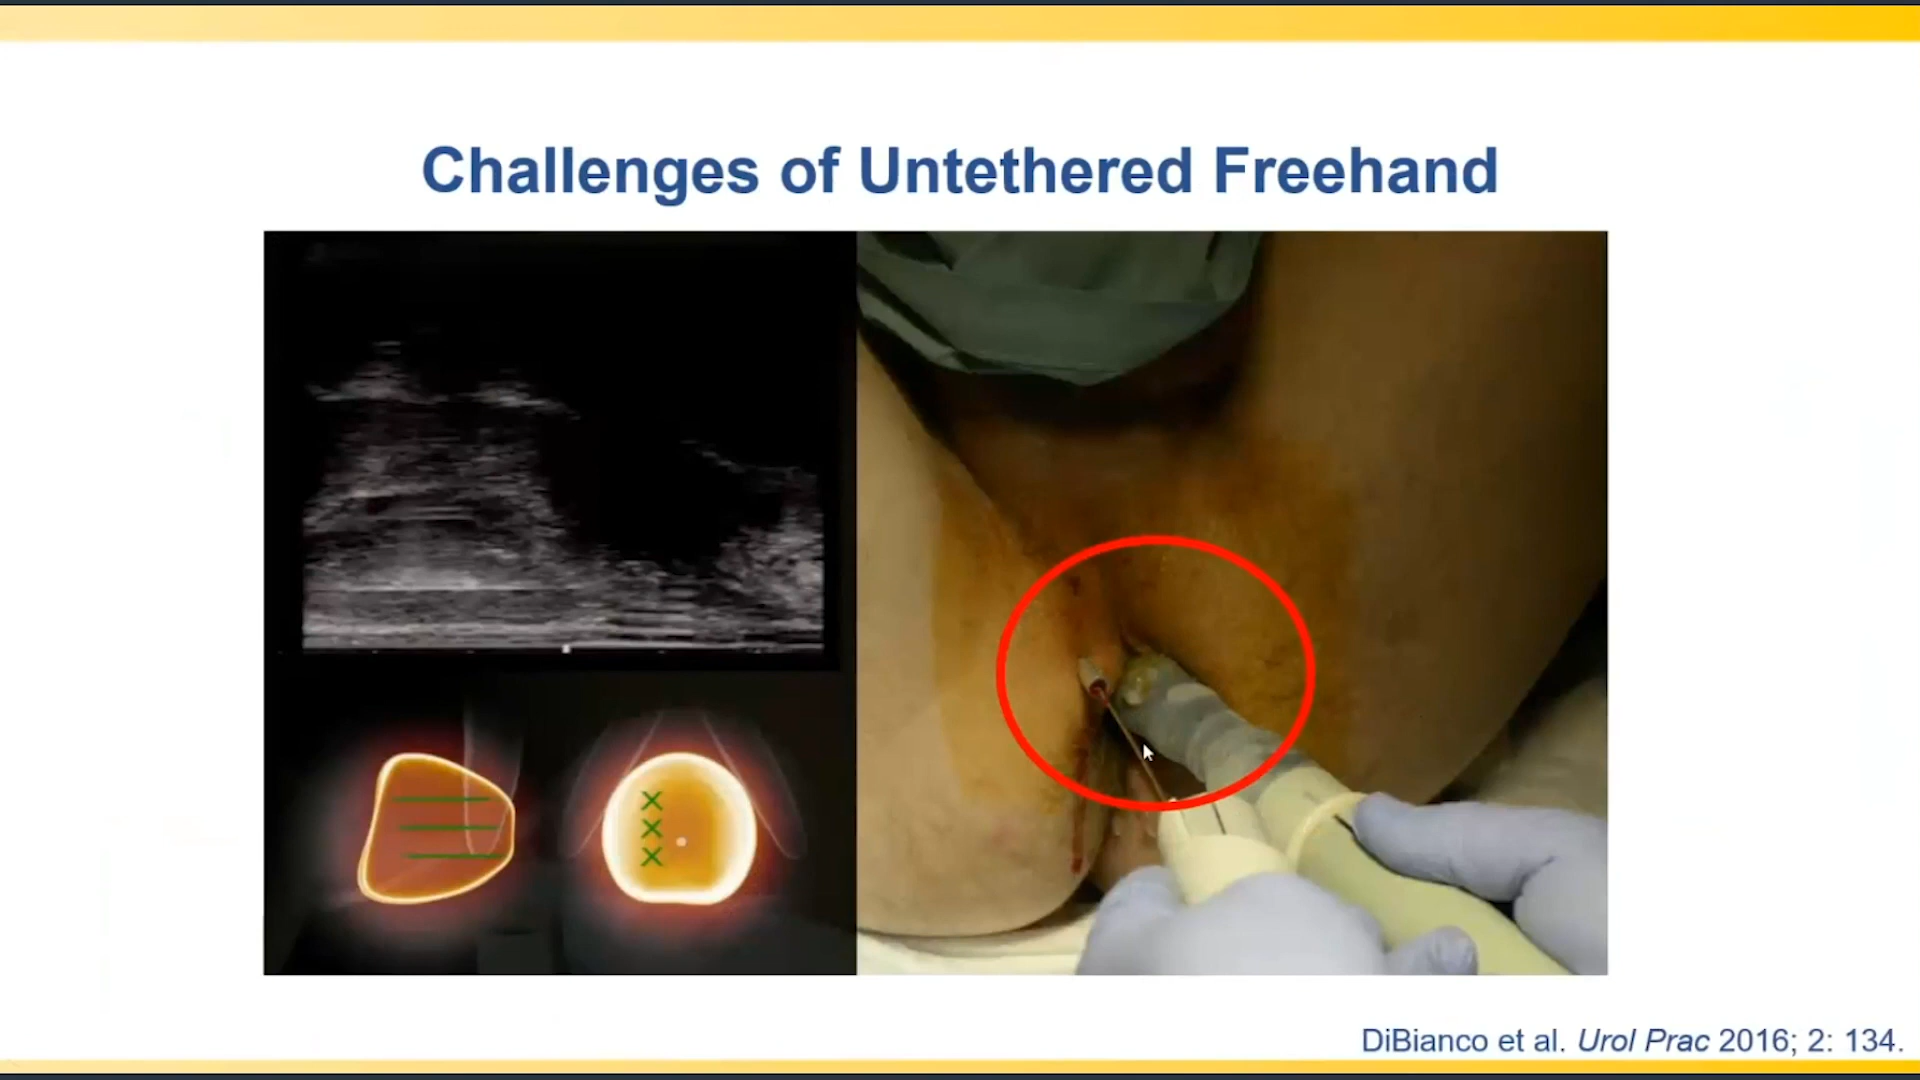 Challenges of Untethered Freehand
DiBianco et al. Urol Prac 2016; 2: 134.